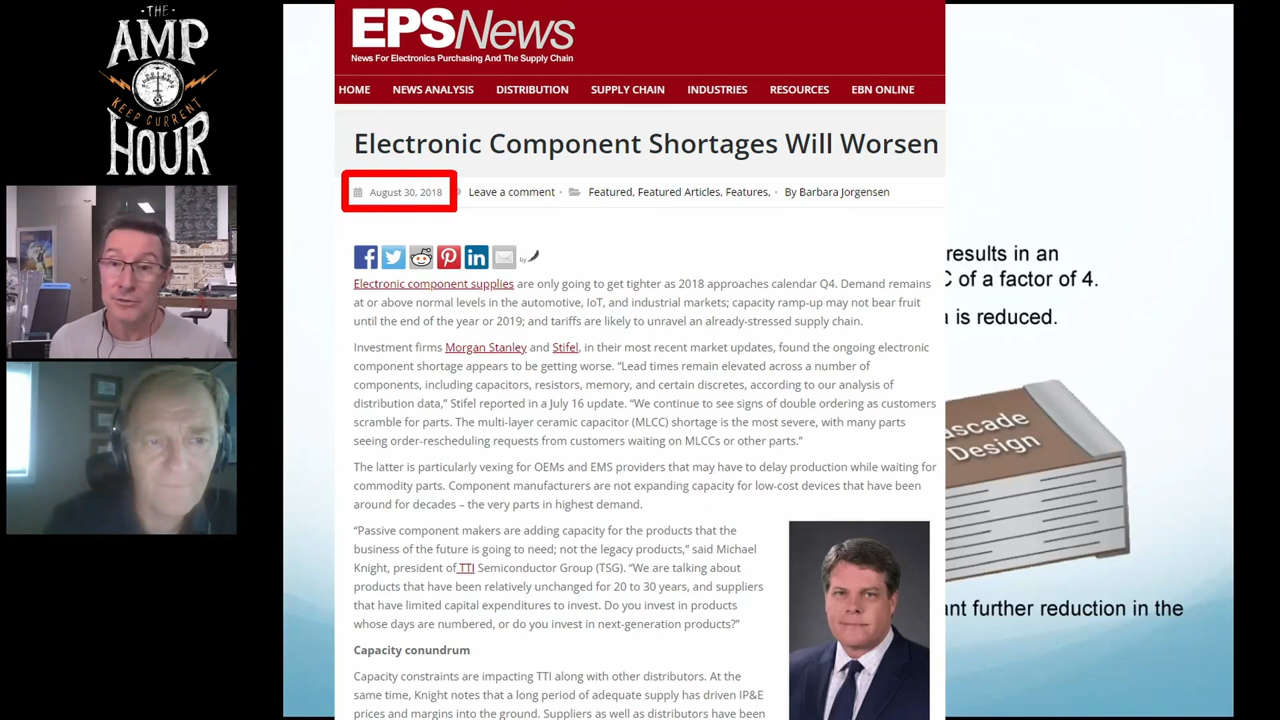 THE
AMP
KEEP CURRENT
HOUR
EPSNews
News For Electronics Purchasing And The Supply Chain
HOME NEWS ANALYSIS DISTRIBUTION SUPPLY CHAIN INDUSTRIES RESOURCES EBN ONLINE
Electronic Component Shortages Will Worsen
August 30, 2018 Leave a comment · Featured, Featured Articles, Features, · By Barbara Jorgensen
by
Electronic component supplies are only going to get tighter as 2018 approaches calendar Q4. Demand remains
at or above normal levels in the automotive, IoT, and industrial markets; capacity ramp-up may not bear fruit
until the end of the year or 2019; and tariffs are likely to unravel an already-stressed supply chain.
Investment firms Morgan Stanley and Stifel, in their most recent market updates, found the ongoing electronic
component shortage appears to be getting worse. “Lead times remain elevated across a number of
components, including capacitors, resistors, memory, and certain discretes, according to our analysis of
distribution data,” Stifel reported in a July 16 update. “We continue to see signs of double ordering as customers
scramble for parts. The multi-layer ceramic capacitor (MLCC) shortage is the most severe, with many parts
seeing order-rescheduling requests from customers waiting on MLCCs or other parts.”
The latter is particularly vexing for OEMs and EMS providers that may have to delay production while waiting for
commodity parts. Component manufacturers are not expanding capacity for low-cost devices that have been
around for decades – the very parts in highest demand.
“Passive component makers are adding capacity for the products that the
business of the future is going to need; not the legacy products,” said Michael
Knight, president of TTI Semiconductor Group (TSG). “We are talking about
products that have been relatively unchanged for 20 to 30 years, and suppliers
that have limited capital expenditures to invest. Do you invest in products
whose days are numbered, or do you invest in next-generation products?”
Capacity conundrum
Capacity constraints are impacting TTI along with other distributors. At the
same time, Knight notes that a long period of adequate supply has driven IP&E
prices and margins into the ground. Suppliers as well as distributors have been
results in an
C of a factor of 4.
is reduced.
ascade
Design
nt further reduction in the